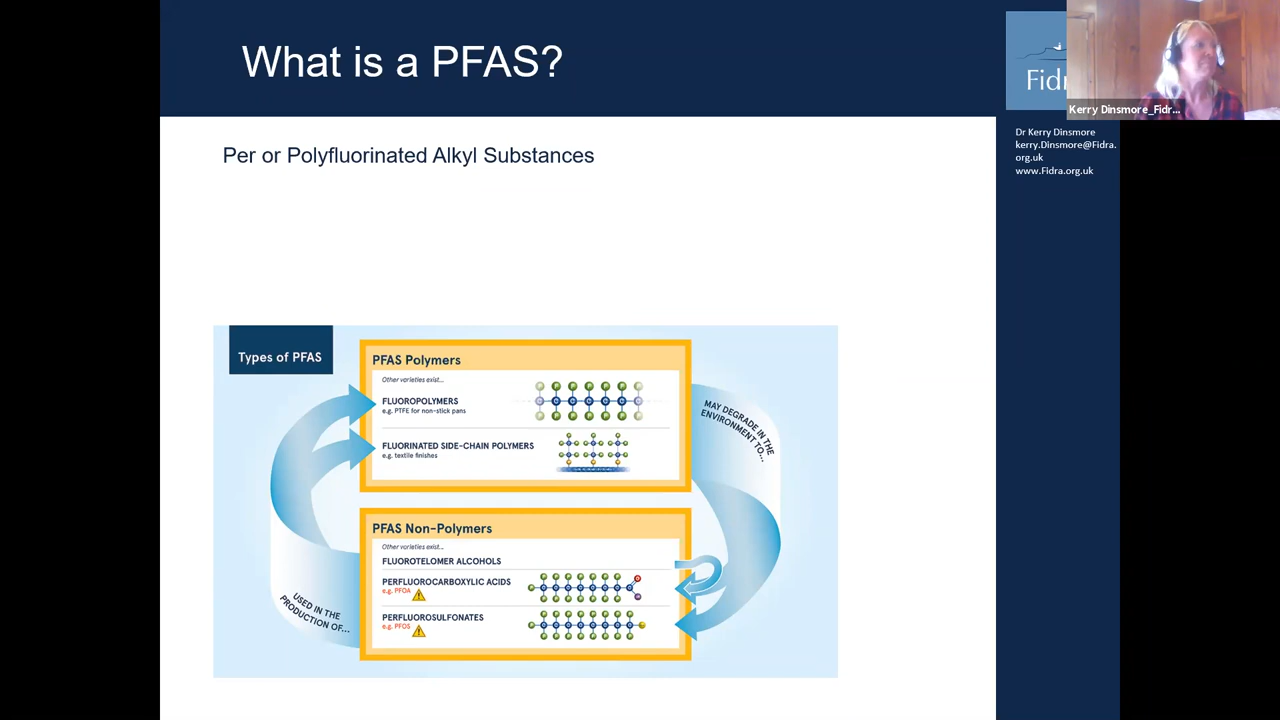 What is a PFAS?
Fid
Kerry Dinsmore_Fidr...
Dr Kerry Dinsmore
kerry.Dinsmore@Fidra.
org.uk
www.Fidra.org.uk
Per or Polyfluorinated Alkyl Substances
Types of PFAS
PFAS Polymers
Other varieties exist...
FLUOROPOLYMERS
e.g. PTFE for non-stick pans
FLUORINATED SIDE-CHAIN POLYMERS
e.g. textile finishes
MAY DEGRADE IN THE
ENVIRONMENT TO...
PFAS Non-Polymers
Other varieties exist...
FLUOROTELOMER ALCOHOLS
PERFLUOROCARBOXYLIC ACIDS
e.g. PFOA
PERFLUOROSULFONATES
e.g. PFOS
USED IN THE
PRODUCTION OF...